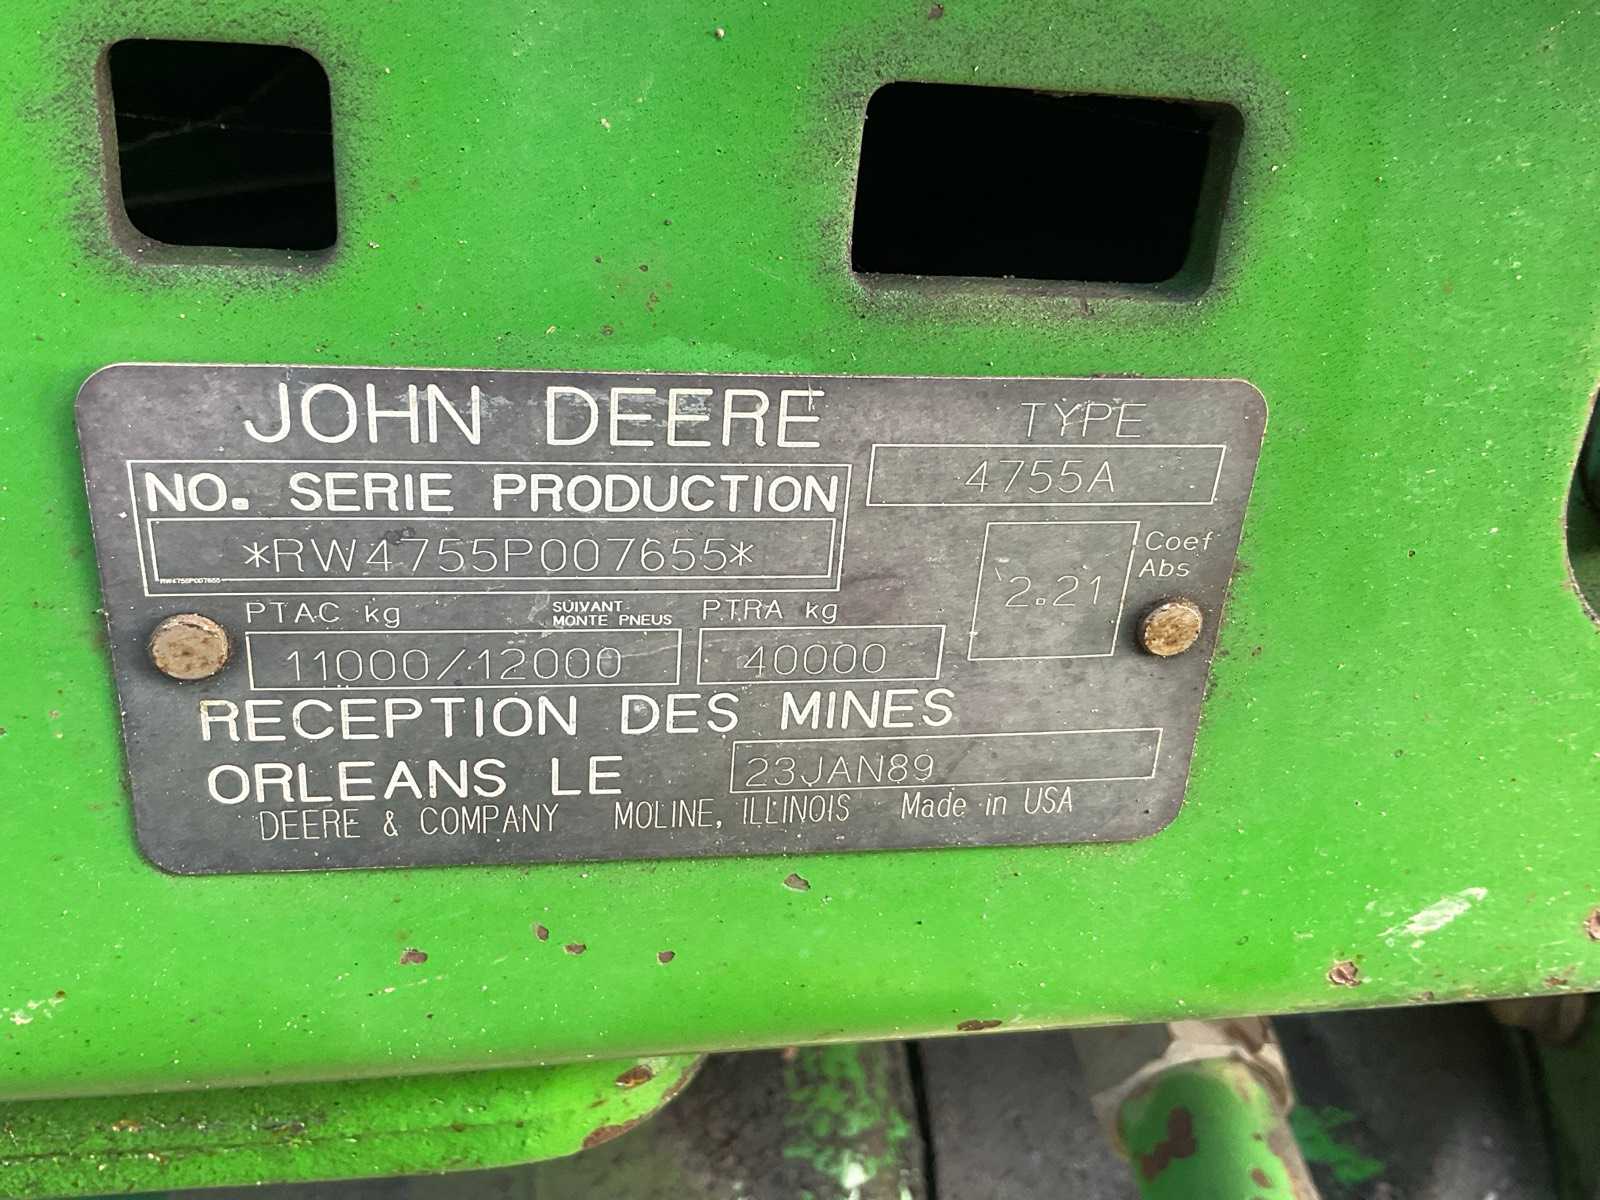 JOHN DEERE
TYPE
4755A
NO. SERIE PRODUCTION
*RW4755P007655*
RW4755P007655
Coef
Abs
2.21
PTAC kg
SUIVANT
MONTE PNEUS
PTRA kg
11000/12000
40000
RECEPTION DES MINES
ORLEANS LE
23JAN89
DEERE & COMPANY MOLINE, ILLINOIS Made in USA